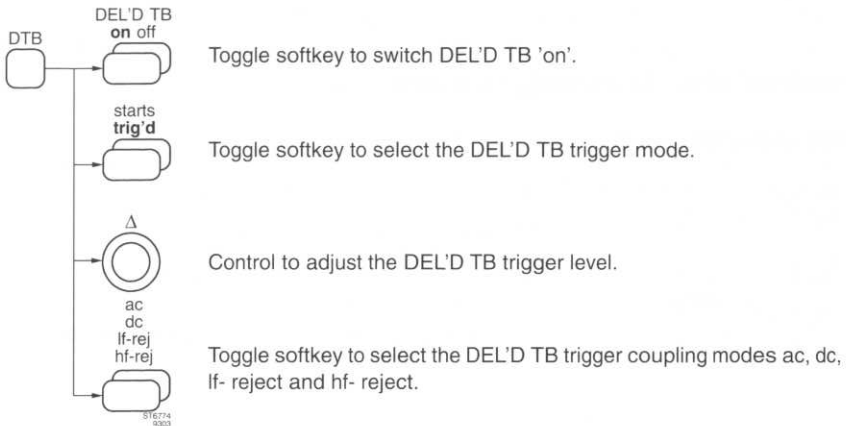 DEL'D TB
on off
DTB
Toggle softkey to switch DEL'D TB 'on'.
starts
trig'd
Toggle softkey to select the DEL'D TB trigger mode.
Δ
Control to adjust the DEL'D TB trigger level.
ac
dc
lf-rej
hf-rej
Toggle softkey to select the DEL'D TB trigger coupling modes ac, dc,
lf- reject and hf- reject.
ST6774
9303